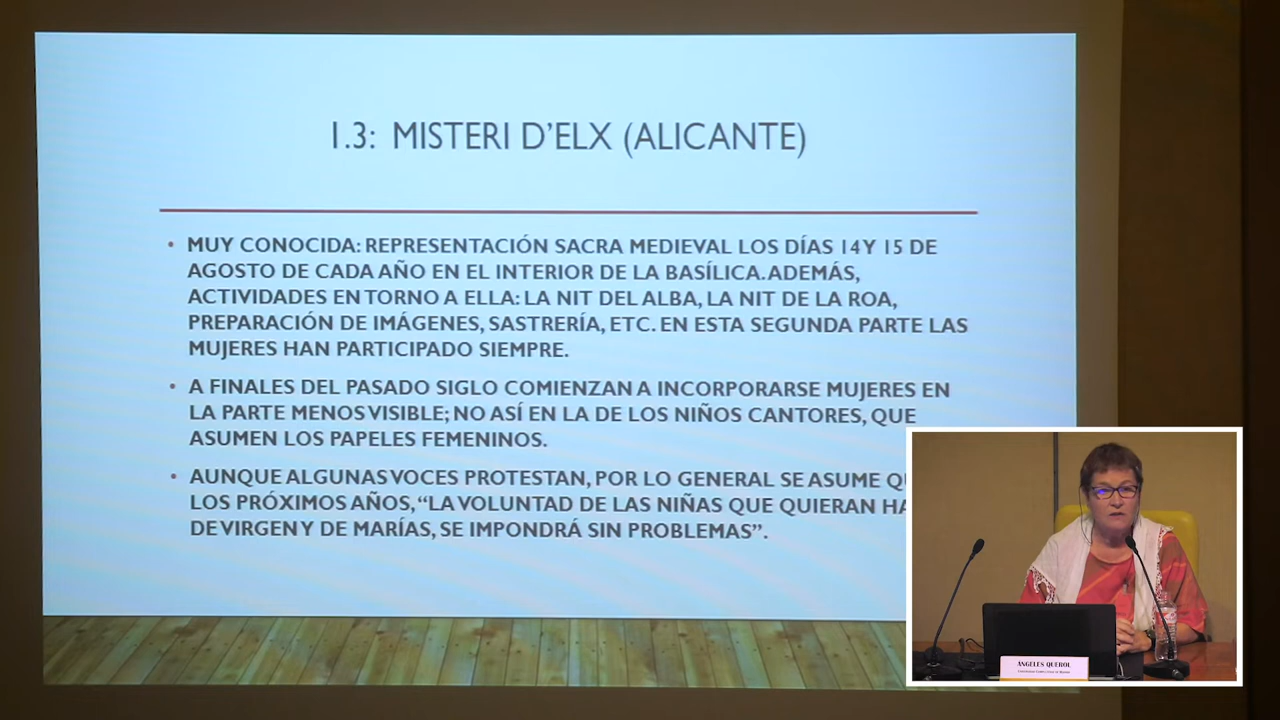 1.3: MISTERI D'ELX (ALICANTE)
• MUY CONOCIDA: REPRESENTACIÓN SACRA MEDIEVAL LOS DÍAS 14 Y 15 DE
AGOSTO DE CADA AÑO EN EL INTERIOR DE LA BASÍLICA. ADEMÁS,
ACTIVIDADES EN TORNO A ELLA: LA NIT DEL ALBA, LA NIT DE LA ROA,
PREPARACIÓN DE IMÁGENES, SASTRERÍA, ETC. EN ESTA SEGUNDA PARTE LAS
MUJERES HAN PARTICIPADO SIEMPRE.
• A FINALES DEL PASADO SIGLO COMIENZAN A INCORPORARSE MUJERES EN
LA PARTE MENOS VISIBLE; NO ASÍ EN LA DE LOS NIÑOS CANTORES, QUE
ASUMEN LOS PAPELES FEMENINOS.
• AUNQUE ALGUNAS VOCES PROTESTAN, POR LO GENERAL SE ASUME
LOS PRÓXIMOS AÑOS, "LA VOLUNTAD DE LAS NIÑAS QUE QUIERAN
DE VIRGEN Y DE MARÍAS, SE IMPONDRÁ SIN PROBLEMAS".
ÁNGELES QUEROL